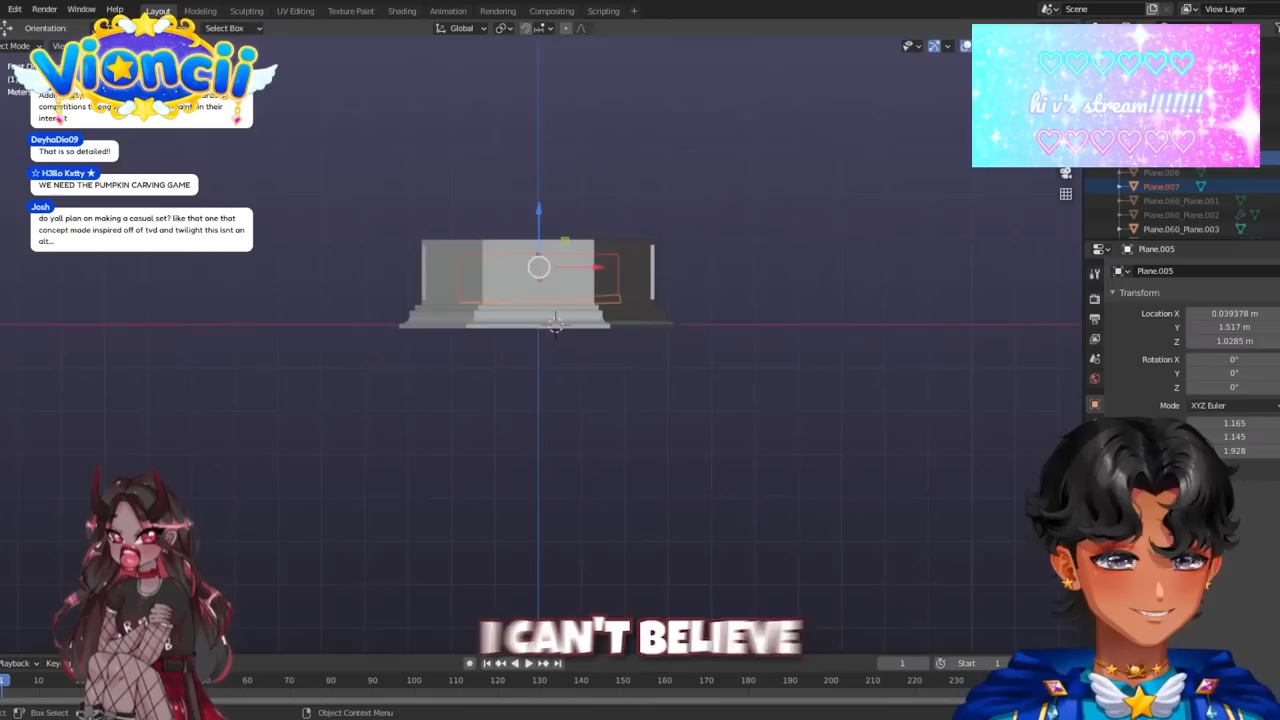 Edit Render Window Help Layout Modeling Sculpting UV Editing Texture Paint Shading Animation Rendering Compositing Scripting + Scene View Layer
Orientation: Select Box Global
Vioncii
competitions to
in their
DeyhaDia09
That is so detailed!!
☆ H3llo Kxtty ★
WE NEED THE PUMPKIN CARVING GAME
Josh
do yall plan on making a casual set? like that one that
concept made inspired off of tvd and twilight this isnt an
alt...
hi v's stream!!!!!!!
Plane.006
Plane.007
Plane.060_Plane.001
Plane.060_Plane.002
Plane.060_Plane.003
Plane.005
Plane.005
Transform
Location X 0.039378 m
Y 1.517 m
Z 1.0285 m
Rotation X 0°
Y 0°
Z 0°
Mode XYZ Euler
1.165
1.145
1.928
I CAN'T BELIEVE
Playback 1 Start 1
10 60 70 80 90 100 110 120 130 140 150 160 170 180 190 200 210 220 230
Box Select Object Context Menu